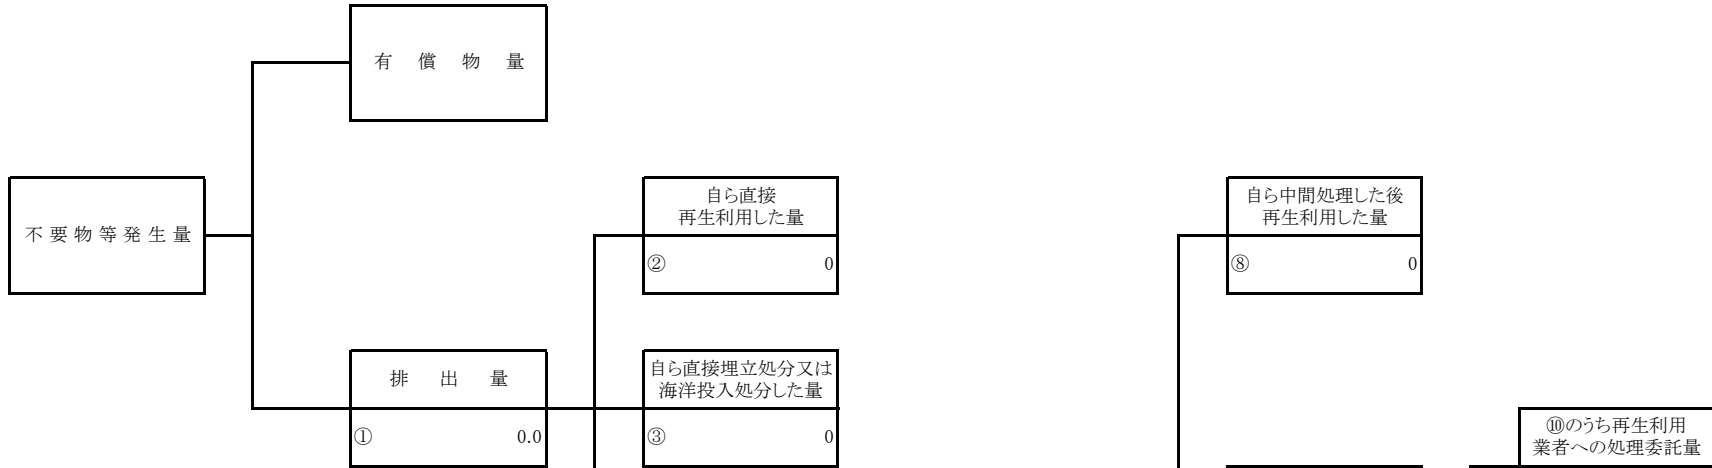 有償物量
不要物等発生量
自ら直接
再生利用した量
② 0
自ら中間処理した後
再生利用した量
⑧ 0
排出量
① 0.0
自ら直接埋立処分又は
海洋投入処分した量
③ 0
⑩のうち再生利用
業者への処理委託量